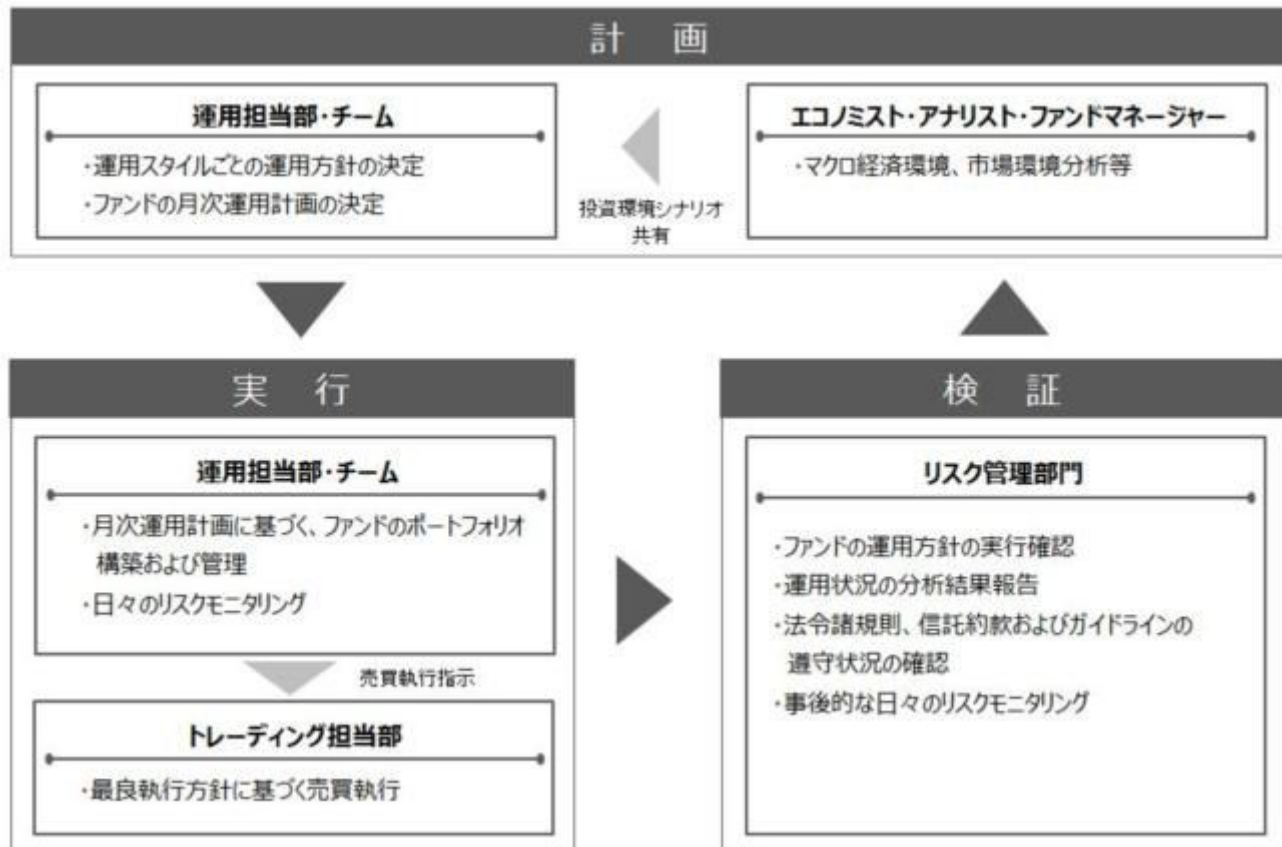 計 画
運用担当部・チーム
・運用スタイルごとの運用方針の決定
・ファンドの月次運用計画の決定
投資環境シナリオ
共有
エコノミスト・アナリスト・ファンドマネージャー
・マクロ経済環境、市場環境分析等
実 行
運用担当部・チーム
・月次運用計画に基づく、ファンドのポートフォリオ
構築および管理
・日々のリスクモニタリング
売買執行指示
トレーディング担当部
・最良執行方針に基づく売買執行
検 証
リスク管理部門
・ファンドの運用方針の実行確認
・運用状況の分析結果報告
・法令諸規則、信託約款およびガイドラインの
遵守状況の確認
・事後的な日々のリスクモニタリング